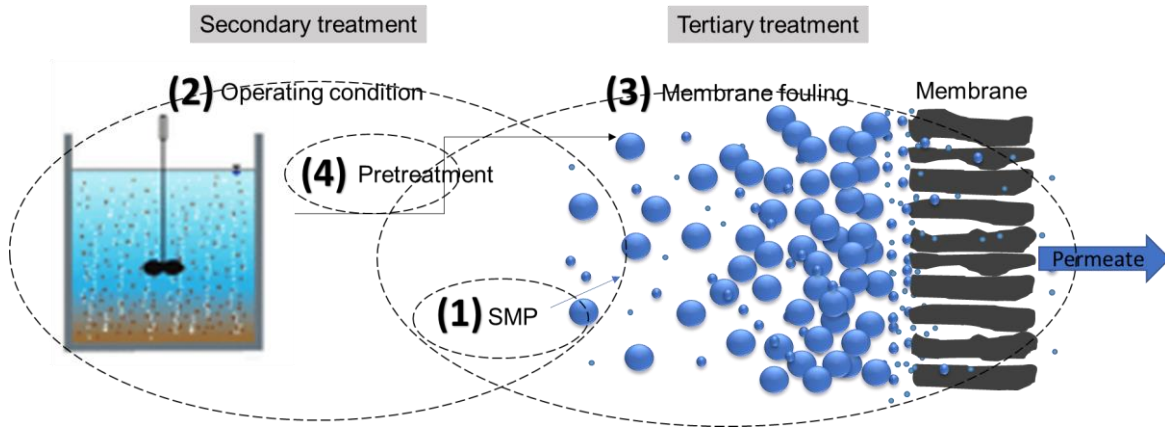 Secondary treatment
Tertiary treatment
(2) Operating condition
(3) Membrane fouling
Membrane
(4) Pretreatment
(1) SMP
Permeate